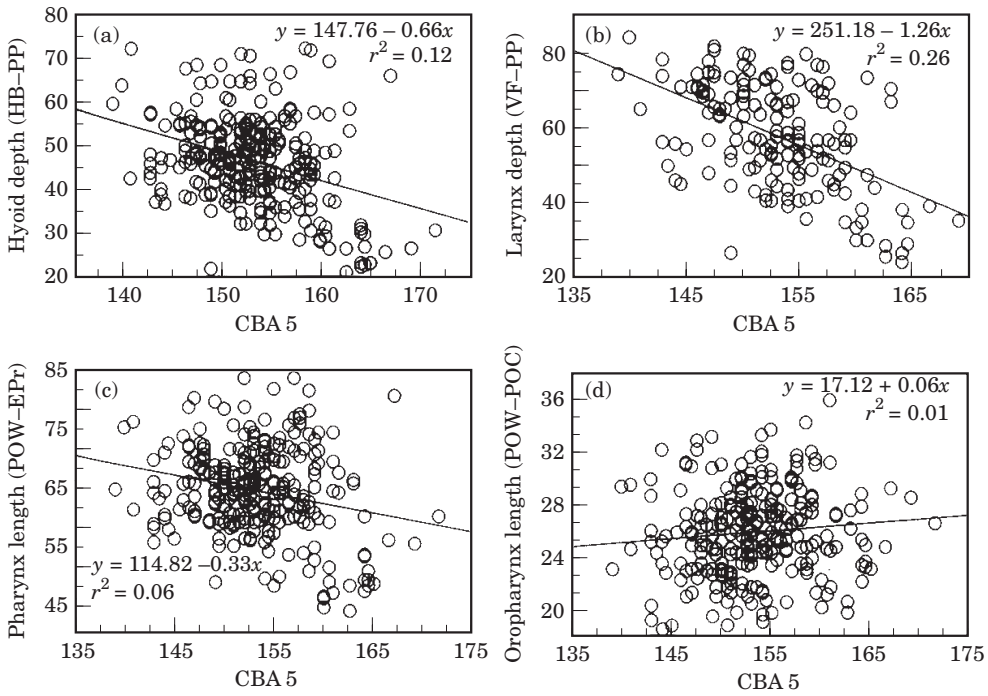 (a)
y = 147.76 – 0.66x
r² = 0.12
Hyoid depth (HB–PP)
80
70
60
50
40
30
20
140
150
160
170
CBA 5
(b)
y = 251.18 – 1.26x
r² = 0.26
Larynx depth (VF–PP)
80
60
40
20
135
145
155
165
CBA 5
(c)
y = 114.82 –0.33x
r² = 0.06
Pharynx length (POW–EPr)
85
75
65
55
45
135
145
155
165
175
CBA 5
(d)
y = 17.12 + 0.06x
r² = 0.01
Oropharynx length (POW–POC)
36
32
28
24
20
135
145
155
165
175
CBA 5